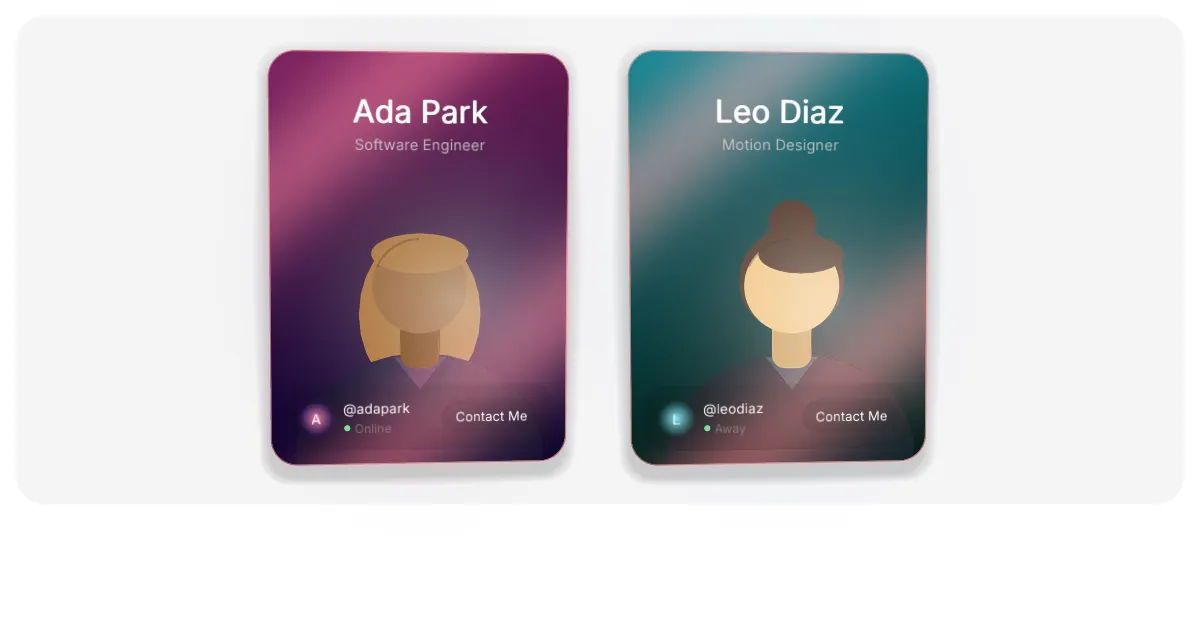 Ada Park
Software Engineer
A
@adapark
Online
Contact Me
Leo Diaz
Motion Designer
L
@leodiaz
Away
Contact Me